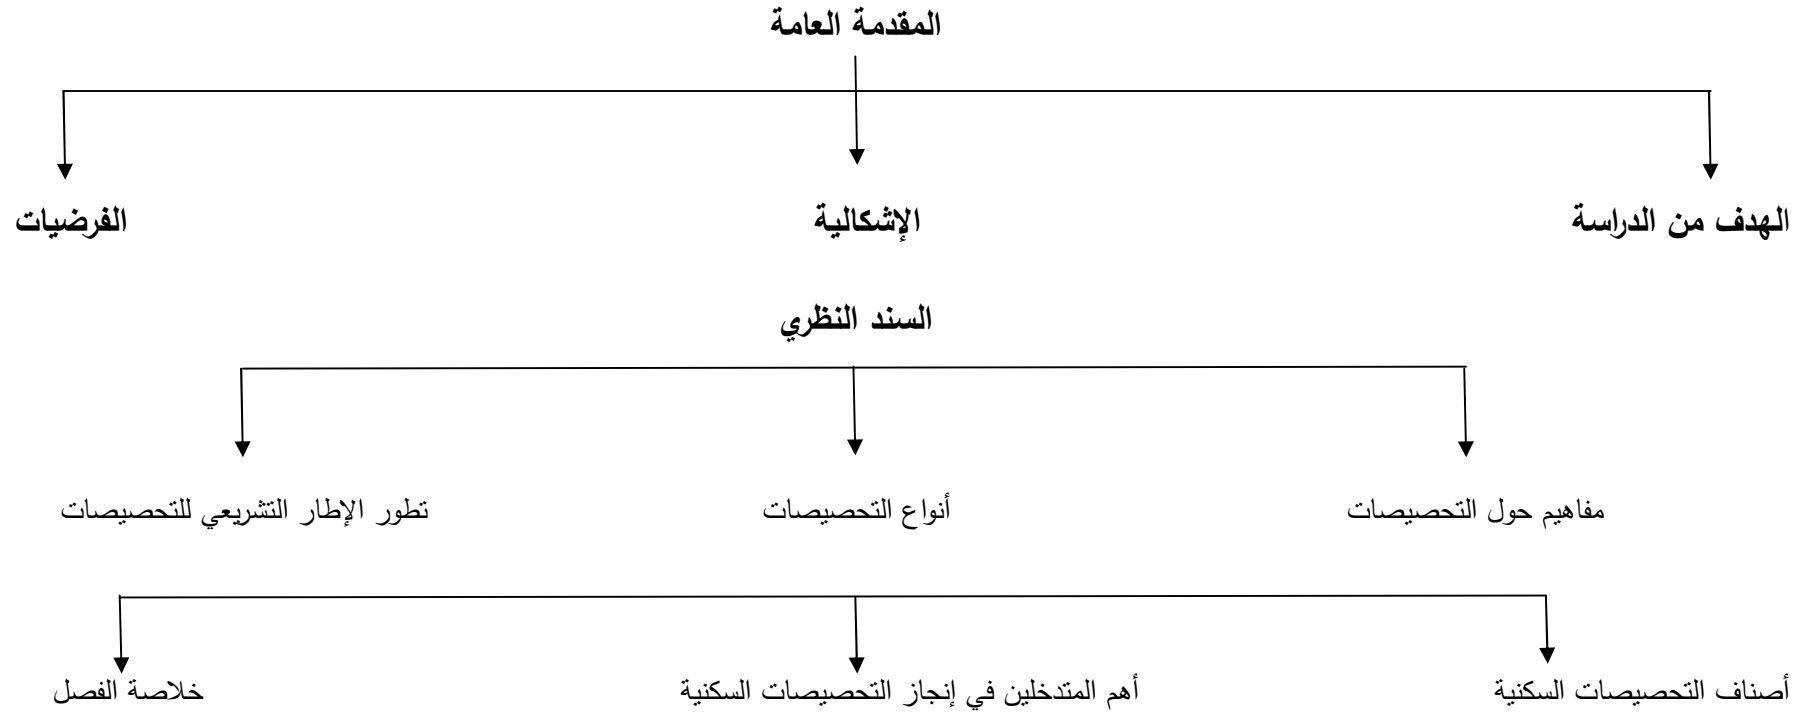 المقدمة العامة
الهدف من الدراسة
الإشكالية
الفرضيات
السند النظري
مفاهيم حول التحصيصات
أنواع التحصيصات
تطور الإطار التشريعي للتحصيصات
أصناف التحصيصات السكنية
أهم المتدخلين في إنجاز التحصيصات السكنية
خلاصة الفصل